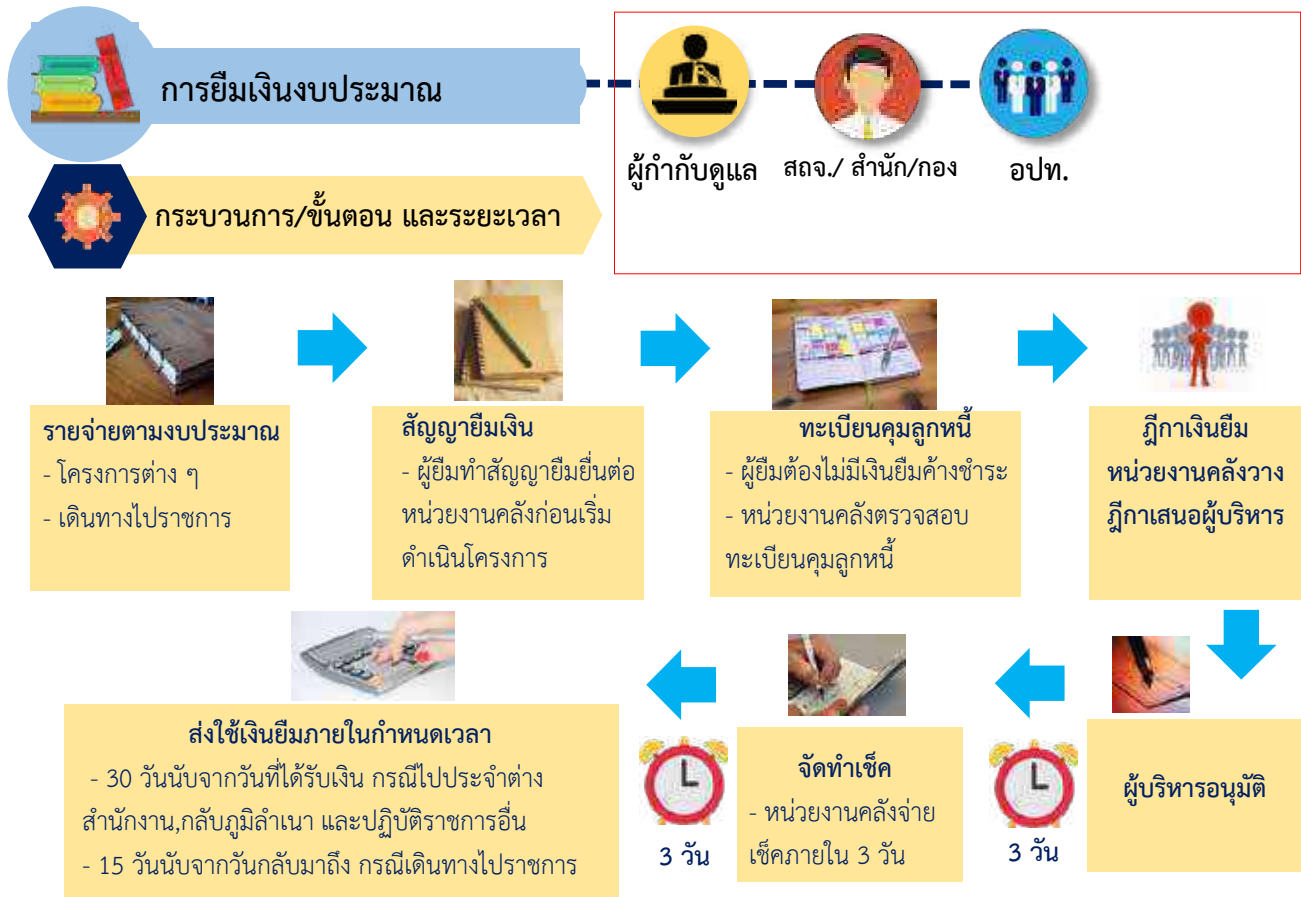 การยืมเงินงบประมาณ
ผู้กำกับดูแล
สถจ./ สำนัก/กอง
อปท.
กระบวนการ/ขั้นตอน และระยะเวลา
รายจ่ายตามงบประมาณ
- โครงการต่าง ๆ
- เดินทางไปราชการ
สัญญายืมเงิน
- ผู้ยืมทำสัญญายืมยื่นต่อ
หน่วยงานคลังก่อนเริ่ม
ดำเนินโครงการ
ทะเบียนคุมลูกหนี้
- ผู้ยืมต้องไม่มีเงินยืมค้างชำระ
- หน่วยงานคลังตรวจสอบ
ทะเบียนคุมลูกหนี้
ฎีกาเงินยืม
หน่วยงานคลังวาง
ฎีกาเสนอผู้บริหาร
ผู้บริหารอนุมัติ
3 วัน
จัดทำเช็ค
- หน่วยงานคลังจ่าย
เช็คภายใน 3 วัน
3 วัน
ส่งใช้เงินยืมภายในกำหนดเวลา
- 30 วันนับจากวันที่ได้รับเงิน กรณีไปประจำต่าง
สำนักงาน,กลับภูมิลำเนา และปฏิบัติราชการอื่น
- 15 วันนับจากวันกลับมาถึง กรณีเดินทางไปราชการ